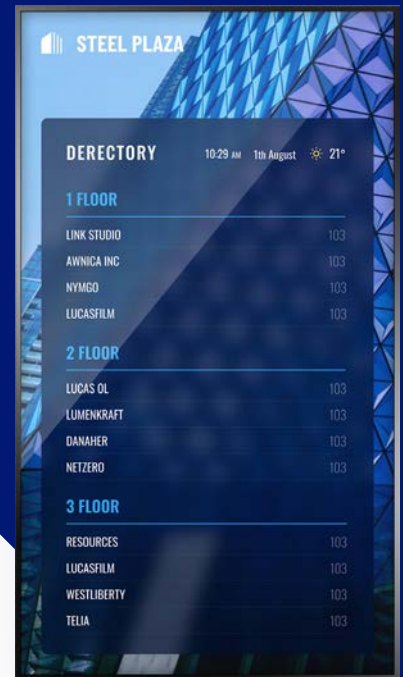 STEEL PLAZA
DERECTORY 10:29 AM 1th August 21°
1 FLOOR
LINK STUDIO 103
AWNICA INC 103
NYMGO 103
LUCASFILM 103
2 FLOOR
LUCAS OL 103
LUMENKRAFT 103
DANAHER 103
NETZERO 103
3 FLOOR
RESOURCES 103
LUCASFILM 103
WESTLIBERTY 103
TELIA 103